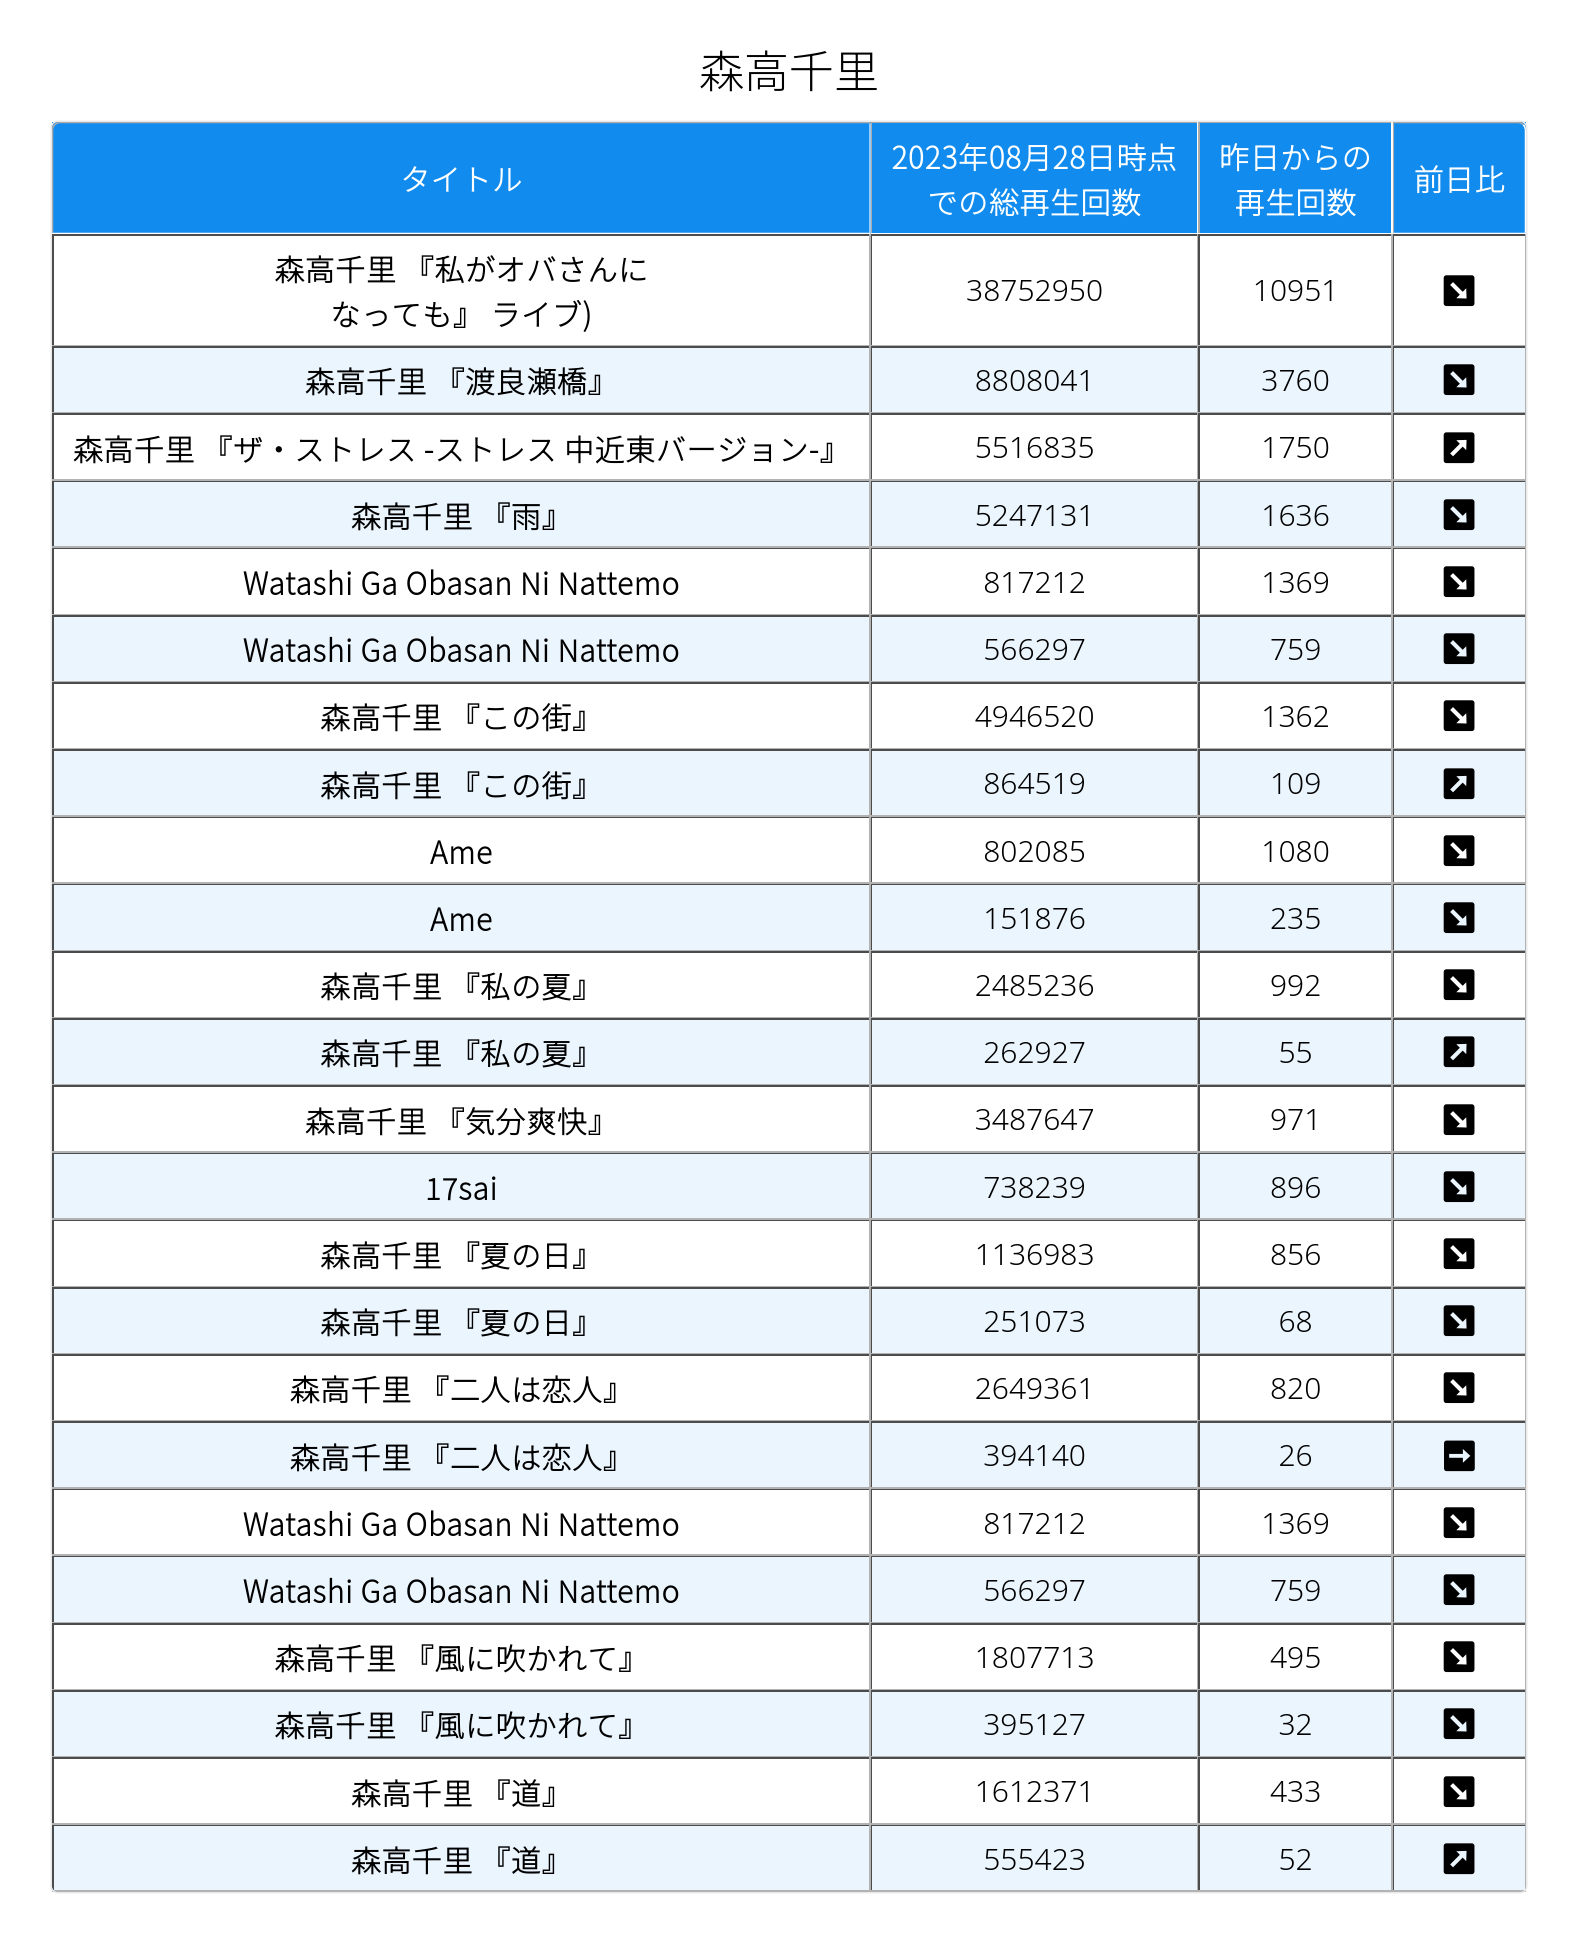 森高千里
タイトル
2023年08月28日時点
での総再生回数
昨日からの
再生回数
前日比
森高千里 『私がオバさんに
なっても』 ライブ)
38752950
10951
森高千里 『渡良瀬橋』
8808041
3760
森高千里 『ザ・ストレス -ストレス 中近東バージョン-』
5516835
1750
森高千里 『雨』
5247131
1636
Watashi Ga Obasan Ni Nattemo
817212
1369
Watashi Ga Obasan Ni Nattemo
566297
759
森高千里 『この街』
4946520
1362
森高千里 『この街』
864519
109
Ame
802085
1080
Ame
151876
235
森高千里 『私の夏』
2485236
992
森高千里 『私の夏』
262927
55
森高千里 『気分爽快』
3487647
971
17sai
738239
896
森高千里 『夏の日』
1136983
856
森高千里 『夏の日』
251073
68
森高千里 『二人は恋人』
2649361
820
森高千里 『二人は恋人』
394140
26
Watashi Ga Obasan Ni Nattemo
817212
1369
Watashi Ga Obasan Ni Nattemo
566297
759
森高千里 『風に吹かれて』
1807713
495
森高千里 『風に吹かれて』
395127
32
森高千里 『道』
1612371
433
森高千里 『道』
555423
52